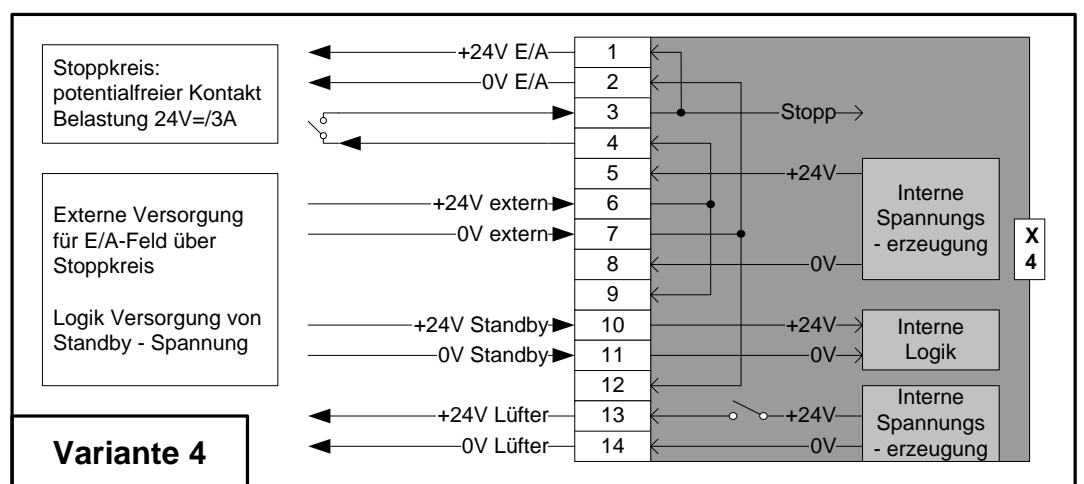 Stoppkreis:
potentialfreier Kontakt
Belastung 24V=/3A
Externe Versorgung
für E/A-Feld über
Stoppkreis
Logik Versorgung von
Standby - Spannung
Variante 4
+24V E/A
0V E/A
+24V extern
0V extern
+24V Standby
0V Standby
+24V Lüfter
0V Lüfter
1
2
3
4
5
6
7
8
9
10
11
12
13
14
Stopp
+24V
0V
Interne
Spannungs
- erzeugung
+24V
0V
Interne
Logik
+24V
0V
Interne
Spannungs
- erzeugung
X
4